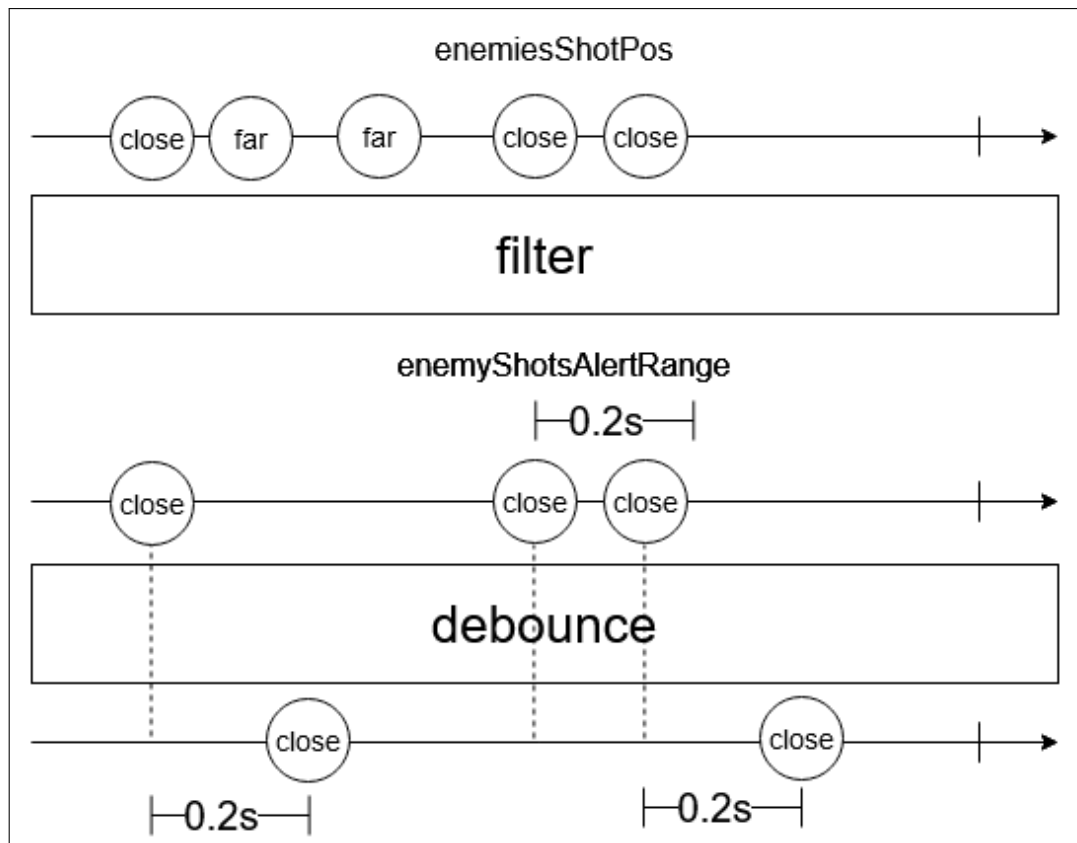 enemiesShotPos
close far far close close
filter
enemyShotsAlertRange
0.2s
close close close
debounce
close close
0.2s 0.2s